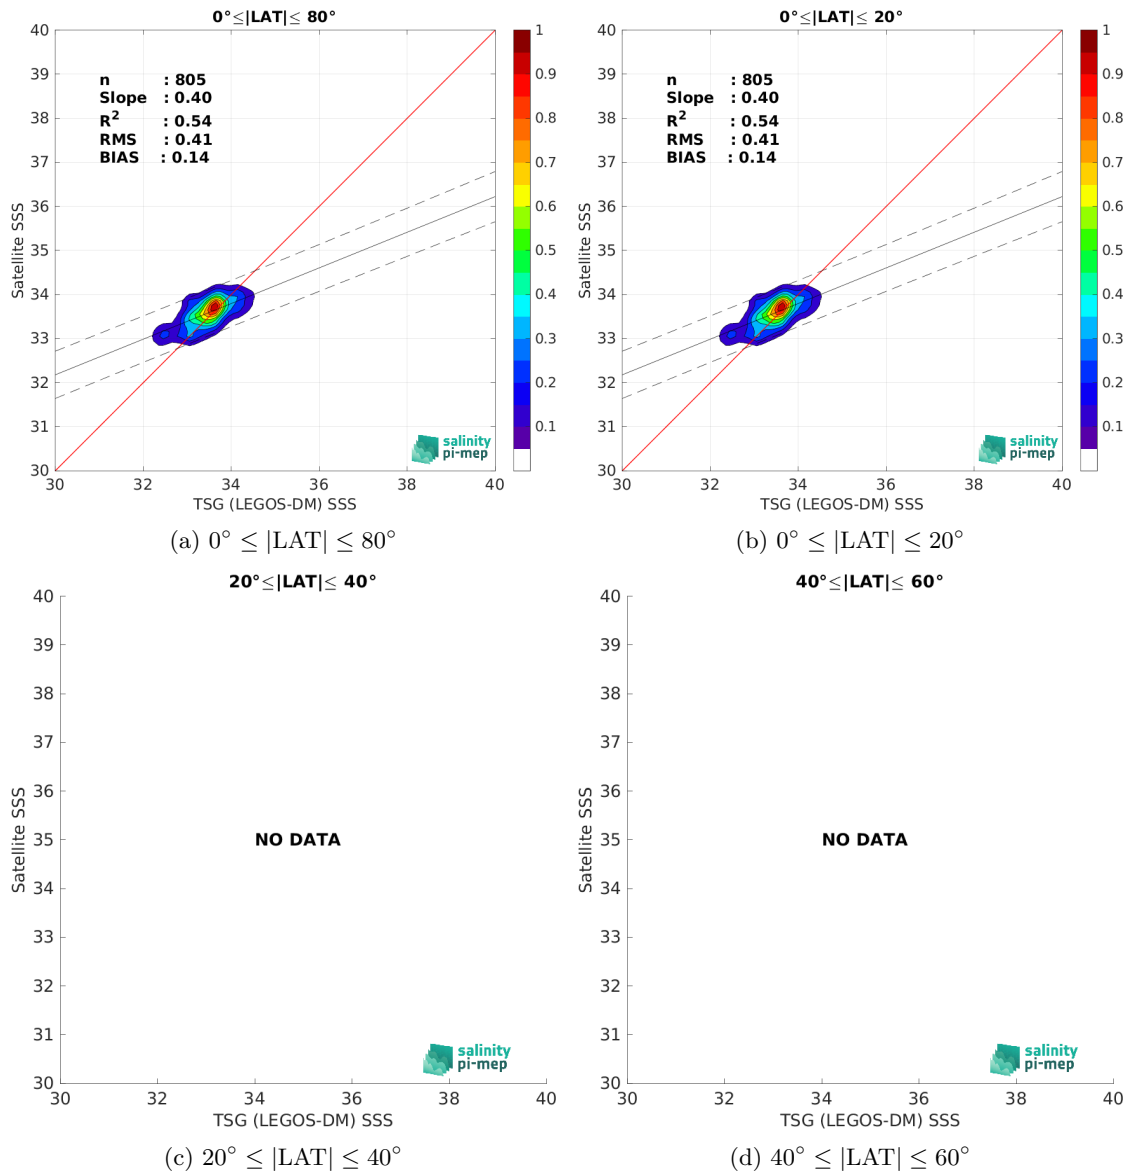 0°≤|LAT|≤ 80°
40
39
38
37
36
35
34
33
32
31
30
30
32
34
36
38
40
Satellite SSS
TSG (LEGOS-DM) SSS
n : 805
Slope : 0.40
R2 : 0.54
RMS : 0.41
BIAS : 0.14
1
0.9
0.8
0.7
0.6
0.5
0.4
0.3
0.2
0.1
salinity
pi-mep
(a) 0° ≤ |LAT| ≤ 80°
0°≤|LAT|≤ 20°
40
39
38
37
36
35
34
33
32
31
30
30
32
34
36
38
40
Satellite SSS
TSG (LEGOS-DM) SSS
n : 805
Slope : 0.40
R2 : 0.54
RMS : 0.41
BIAS : 0.14
1
0.9
0.8
0.7
0.6
0.5
0.4
0.3
0.2
0.1
salinity
pi-mep
(b) 0° ≤ |LAT| ≤ 20°
20°≤|LAT|≤ 40°
40
39
38
37
36
35
34
33
32
31
30
30
32
34
36
38
40
Satellite SSS
TSG (LEGOS-DM) SSS
NO DATA
salinity
pi-mep
(c) 20° ≤ |LAT| ≤ 40°
40°≤|LAT|≤ 60°
40
39
38
37
36
35
34
33
32
31
30
30
32
34
36
38
40
Satellite SSS
TSG (LEGOS-DM) SSS
NO DATA
salinity
pi-mep
(d) 40° ≤ |LAT| ≤ 60°